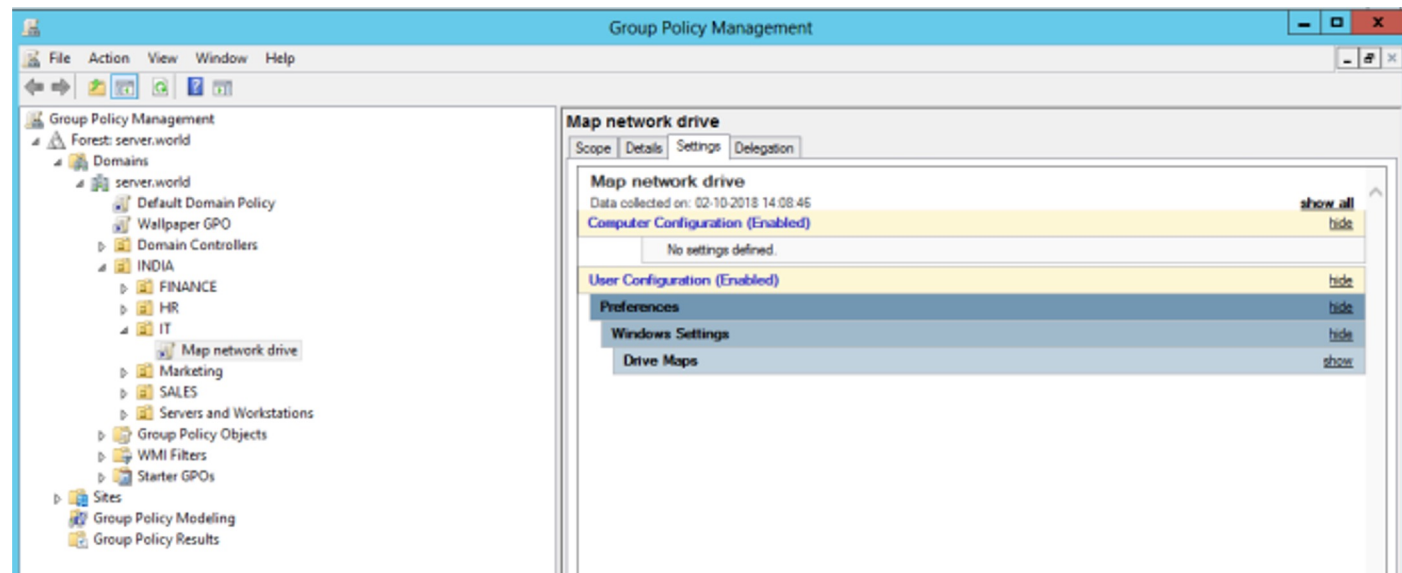 Group Policy Management
File Action View Window Help
Group Policy Management
Forest: server.world
Domains
server.world
Default Domain Policy
Wallpaper GPO
Domain Controllers
INDIA
FINANCE
HR
IT
Map network drive
Marketing
SALES
Servers and Workstations
Group Policy Objects
WMI Filters
Starter GPOs
Sites
Group Policy Modeling
Group Policy Results
Map network drive
Scope Details Settings Delegation
Map network drive
Data collected on: 02-10-2018 14:08:46 show all
Computer Configuration (Enabled) hide
No settings defined.
User Configuration (Enabled) hide
Preferences hide
Windows Settings hide
Drive Maps show